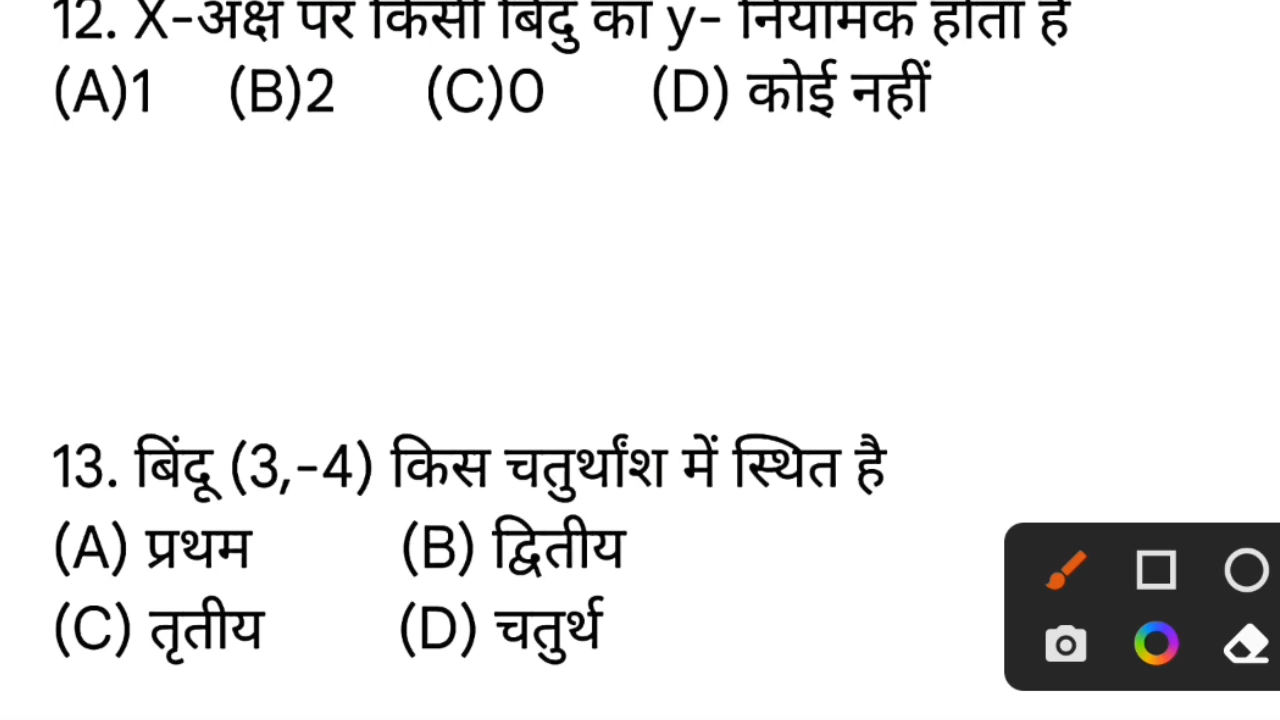 12. X-अक्ष पर किसी बिंदु का y- नियामक होता है
(A)1 (B)2 (C)0 (D) कोई नहीं
13. बिंदू (3,-4) किस चतुर्थांश में स्थित है
(A) प्रथम (B) द्वितीय
(C) तृतीय (D) चतुर्थ